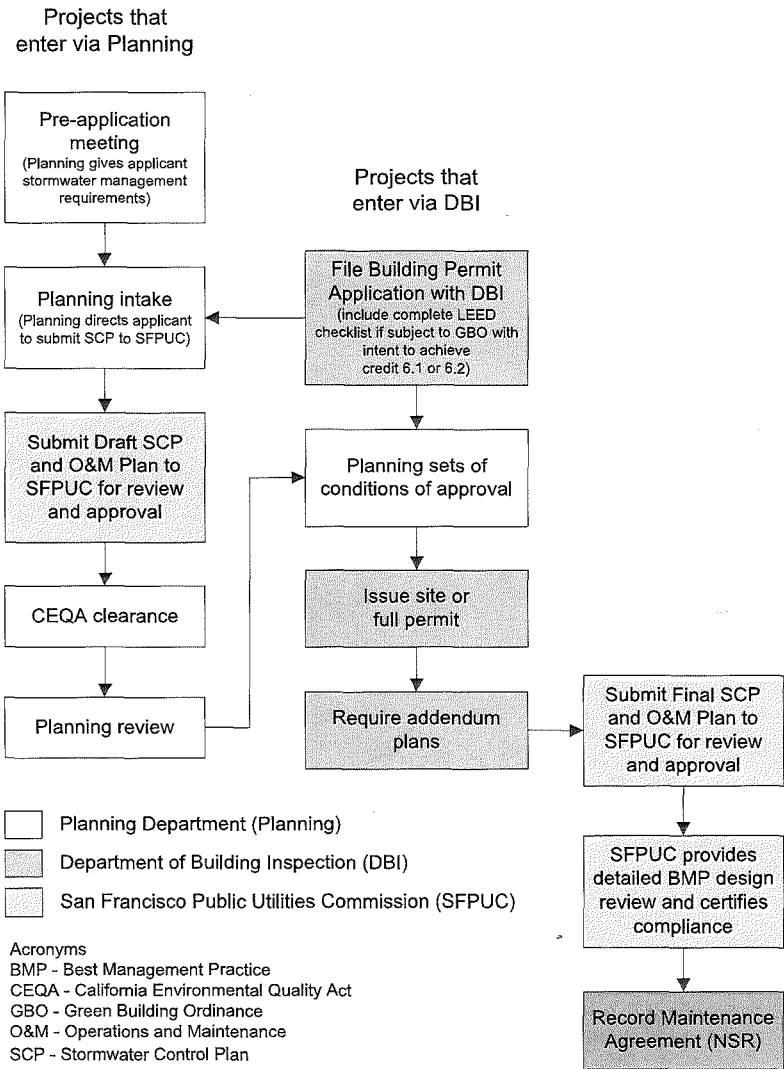 Projects that
enter via Planning
Pre-application
meeting
(Planning gives applicant
stormwater management
requirements)
Planning intake
(Planning directs applicant
to submit SCP to SFPUC)
Submit Draft SCP
and O&M Plan to
SFPUC for review
and approval
CEQA clearance
Planning review
Projects that
enter via DBI
File Building Permit
Application with DBI
(include complete LEED
checklist if subject to GBO with
intent to achieve
credit 6.1 or 6.2)
Planning sets of
conditions of approval
Issue site or
full permit
Require addendum
plans
Submit Final SCP
and O&M Plan to
SFPUC for review
and approval
SFPUC provides
detailed BMP design
review and certifies
compliance
Record Maintenance
Agreement (NSR)
Planning Department (Planning)
Department of Building Inspection (DBI)
San Francisco Public Utilities Commission (SFPUC)
Acronyms
BMP - Best Management Practice
CEQA - California Environmental Quality Act
GBO - Green Building Ordinance
O&M - Operations and Maintenance
SCP - Stormwater Control Plan